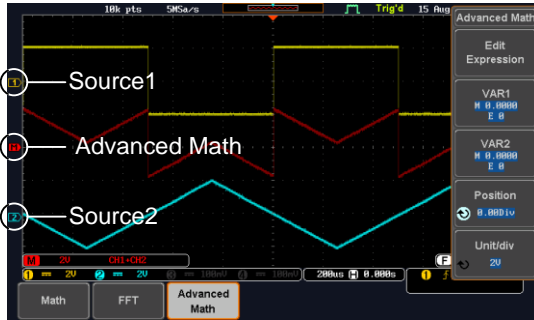 10k pts 5MSa/s Trig'd 15 Aug
Advanced Math
Edit
Expression
VAR1
M 0.0000
E 0
VAR2
M 0.0000
E 0
Position
0.00Div
Unit/div
2V
1 Source1
M Advanced Math
2 Source2
M 2V CH1+CH2
F
1 2V 2 2V 3 100mV 4 100mV 200us H 0.000s 1
Math FFT Advanced
Math